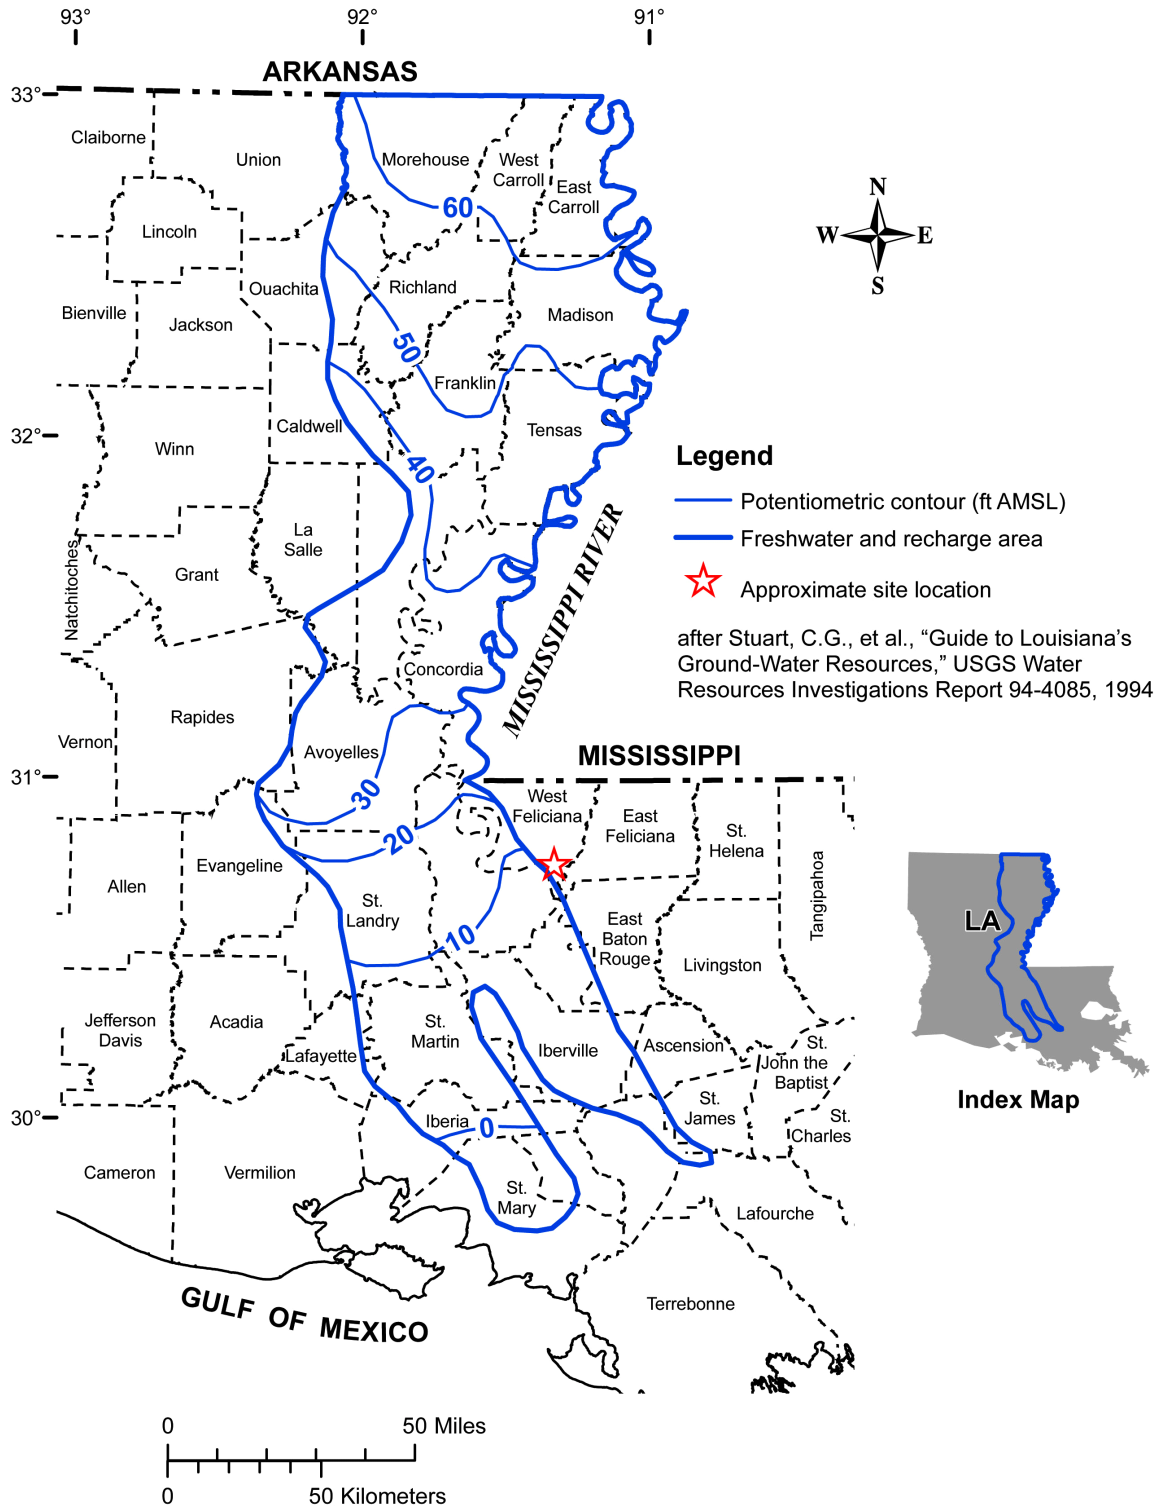 93°
92°
91°
ARKANSAS
33°
Claiborne
Union
Morehouse
West
Carroll
East
Carroll
60
N
W
E
S
Lincoln
Ouachita
Richland
Bienville
Jackson
Madison
50
Franklin
32°
Winn
Caldwell
Tensas
40
Legend
Potentiometric contour (ft AMSL)
Freshwater and recharge area
Approximate site location
after Stuart, C.G., et al., “Guide to Louisiana’s
Ground-Water Resources,” USGS Water
Resources Investigations Report 94-4085, 1994
La
Salle
Natchitoches
Grant
MISSISSIPPI RIVER
Concordia
Rapides
Vernon
Avoyelles
MISSISSIPPI
31°
30
West
Feliciana
East
Feliciana
St.
Helena
Tangipahoa
20
Evangeline
Allen
St.
Landry
10
East
Baton
Rouge
Livingston
LA
Jefferson
Davis
Acadia
Lafayette
St.
Martin
Iberville
Ascension
St.
John the
Baptist
St.
James
St.
Charles
Index Map
30°
Iberia
0
Cameron
Vermilion
St.
Mary
Lafourche
Terrebonne
GULF OF MEXICO
0
50 Miles
0
50 Kilometers